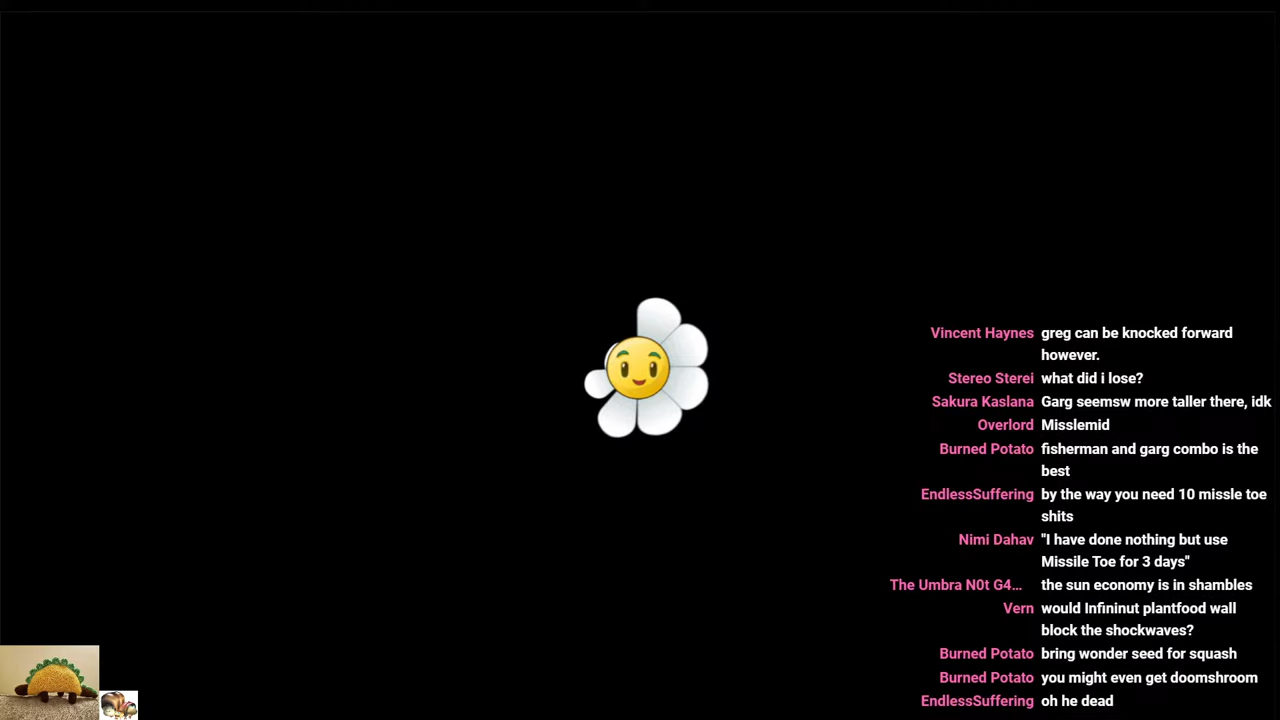 Vincent Haynes greg can be knocked forward
however.
Stereo Sterei what did i lose?
Sakura Kaslana Garg seemsw more taller there, idk
Overlord Misslemid
Burned Potato fisherman and garg combo is the
best
EndlessSuffering by the way you need 10 missle toe
shits
Nimi Dahav "I have done nothing but use
Missile Toe for 3 days"
The Umbra N0t G4... the sun economy is in shambles
Vern would Infininut plantfood wall
block the shockwaves?
Burned Potato bring wonder seed for squash
Burned Potato you might even get doomshroom
EndlessSuffering oh he dead